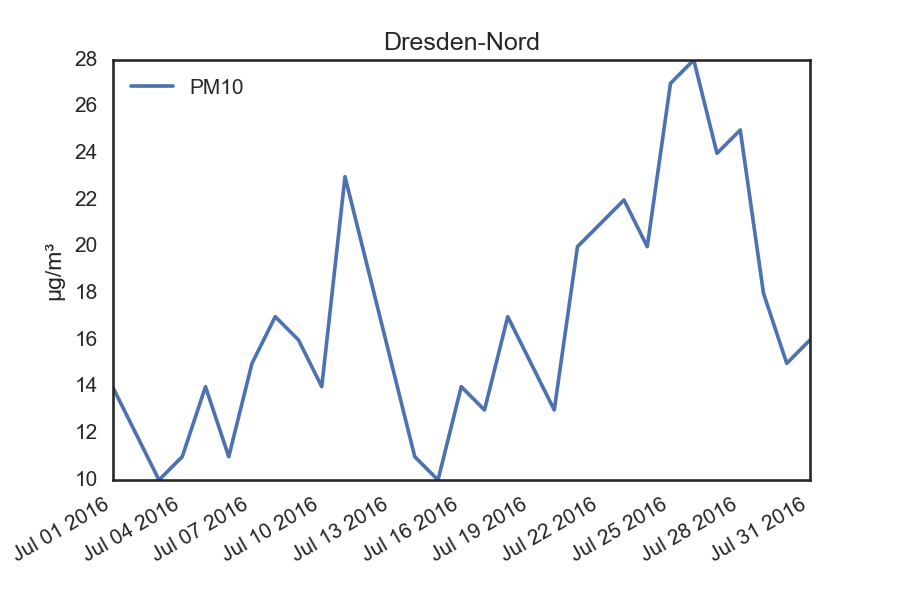 Dresden-Nord
28
PM10
26
24
22
20
18
16
14
12
10
µg/m³
Jul 01 2016
Jul 04 2016
Jul 07 2016
Jul 10 2016
Jul 13 2016
Jul 16 2016
Jul 19 2016
Jul 22 2016
Jul 25 2016
Jul 28 2016
Jul 31 2016